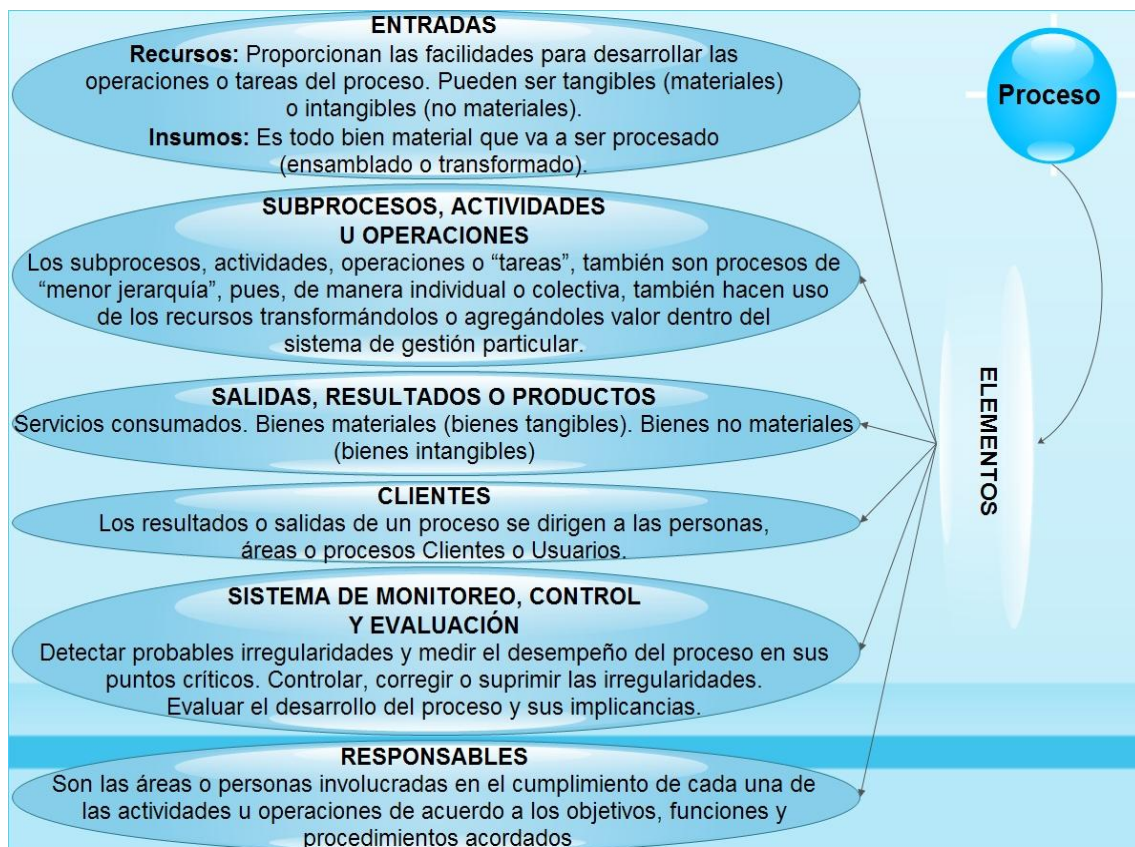 ENTRADAS
Recursos: Proporcionan las facilidades para desarrollar las
operaciones o tareas del proceso. Pueden ser tangibles (materiales)
o intangibles (no materiales).
Insumos: Es todo bien material que va a ser procesado
(ensamblado o transformado).
Proceso
SUBPROCESOS, ACTIVIDADES
U OPERACIONES
Los subprocesos, actividades, operaciones o “tareas”, también son procesos de
“menor jerarquía”, pues, de manera individual o colectiva, también hacen uso
de los recursos transformándolos o agregándoles valor dentro del
sistema de gestión particular.
SALIDAS, RESULTADOS O PRODUCTOS
Servicios consumados. Bienes materiales (bienes tangibles). Bienes no materiales
(bienes intangibles)
ELEMENTOS
CLIENTES
Los resultados o salidas de un proceso se dirigen a las personas,
áreas o procesos Clientes o Usuarios.
SISTEMA DE MONITOREO, CONTROL
Y EVALUACIÓN
Detectar probables irregularidades y medir el desempeño del proceso en sus
puntos críticos. Controlar, corregir o suprimir las irregularidades.
Evaluar el desarrollo del proceso y sus implicancias.
RESPONSABLES
Son las áreas o personas involucradas en el cumplimiento de cada una de
las actividades u operaciones de acuerdo a los objetivos, funciones y
procedimientos acordados